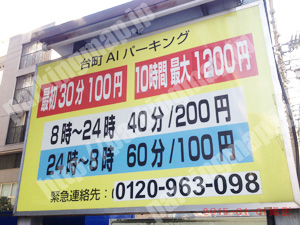 台町AIパーキング
最初30分100円 10時間最大1200円
8時〜24時 40分/200円
24時〜8時 60分/100円
緊急連絡先：0120-963-098